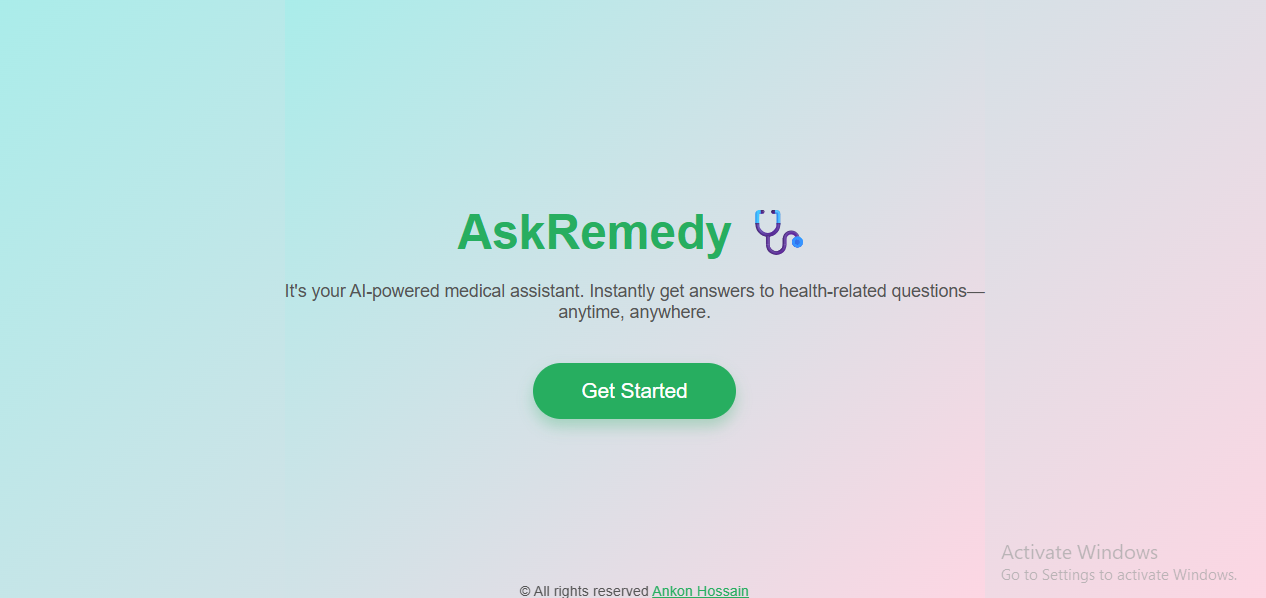 AskRemedy
It's your AI-powered medical assistant. Instantly get answers to health-related questions—
anytime, anywhere.
Get Started
Activate Windows
Go to Settings to activate Windows.
© All rights reserved Ankon Hossain